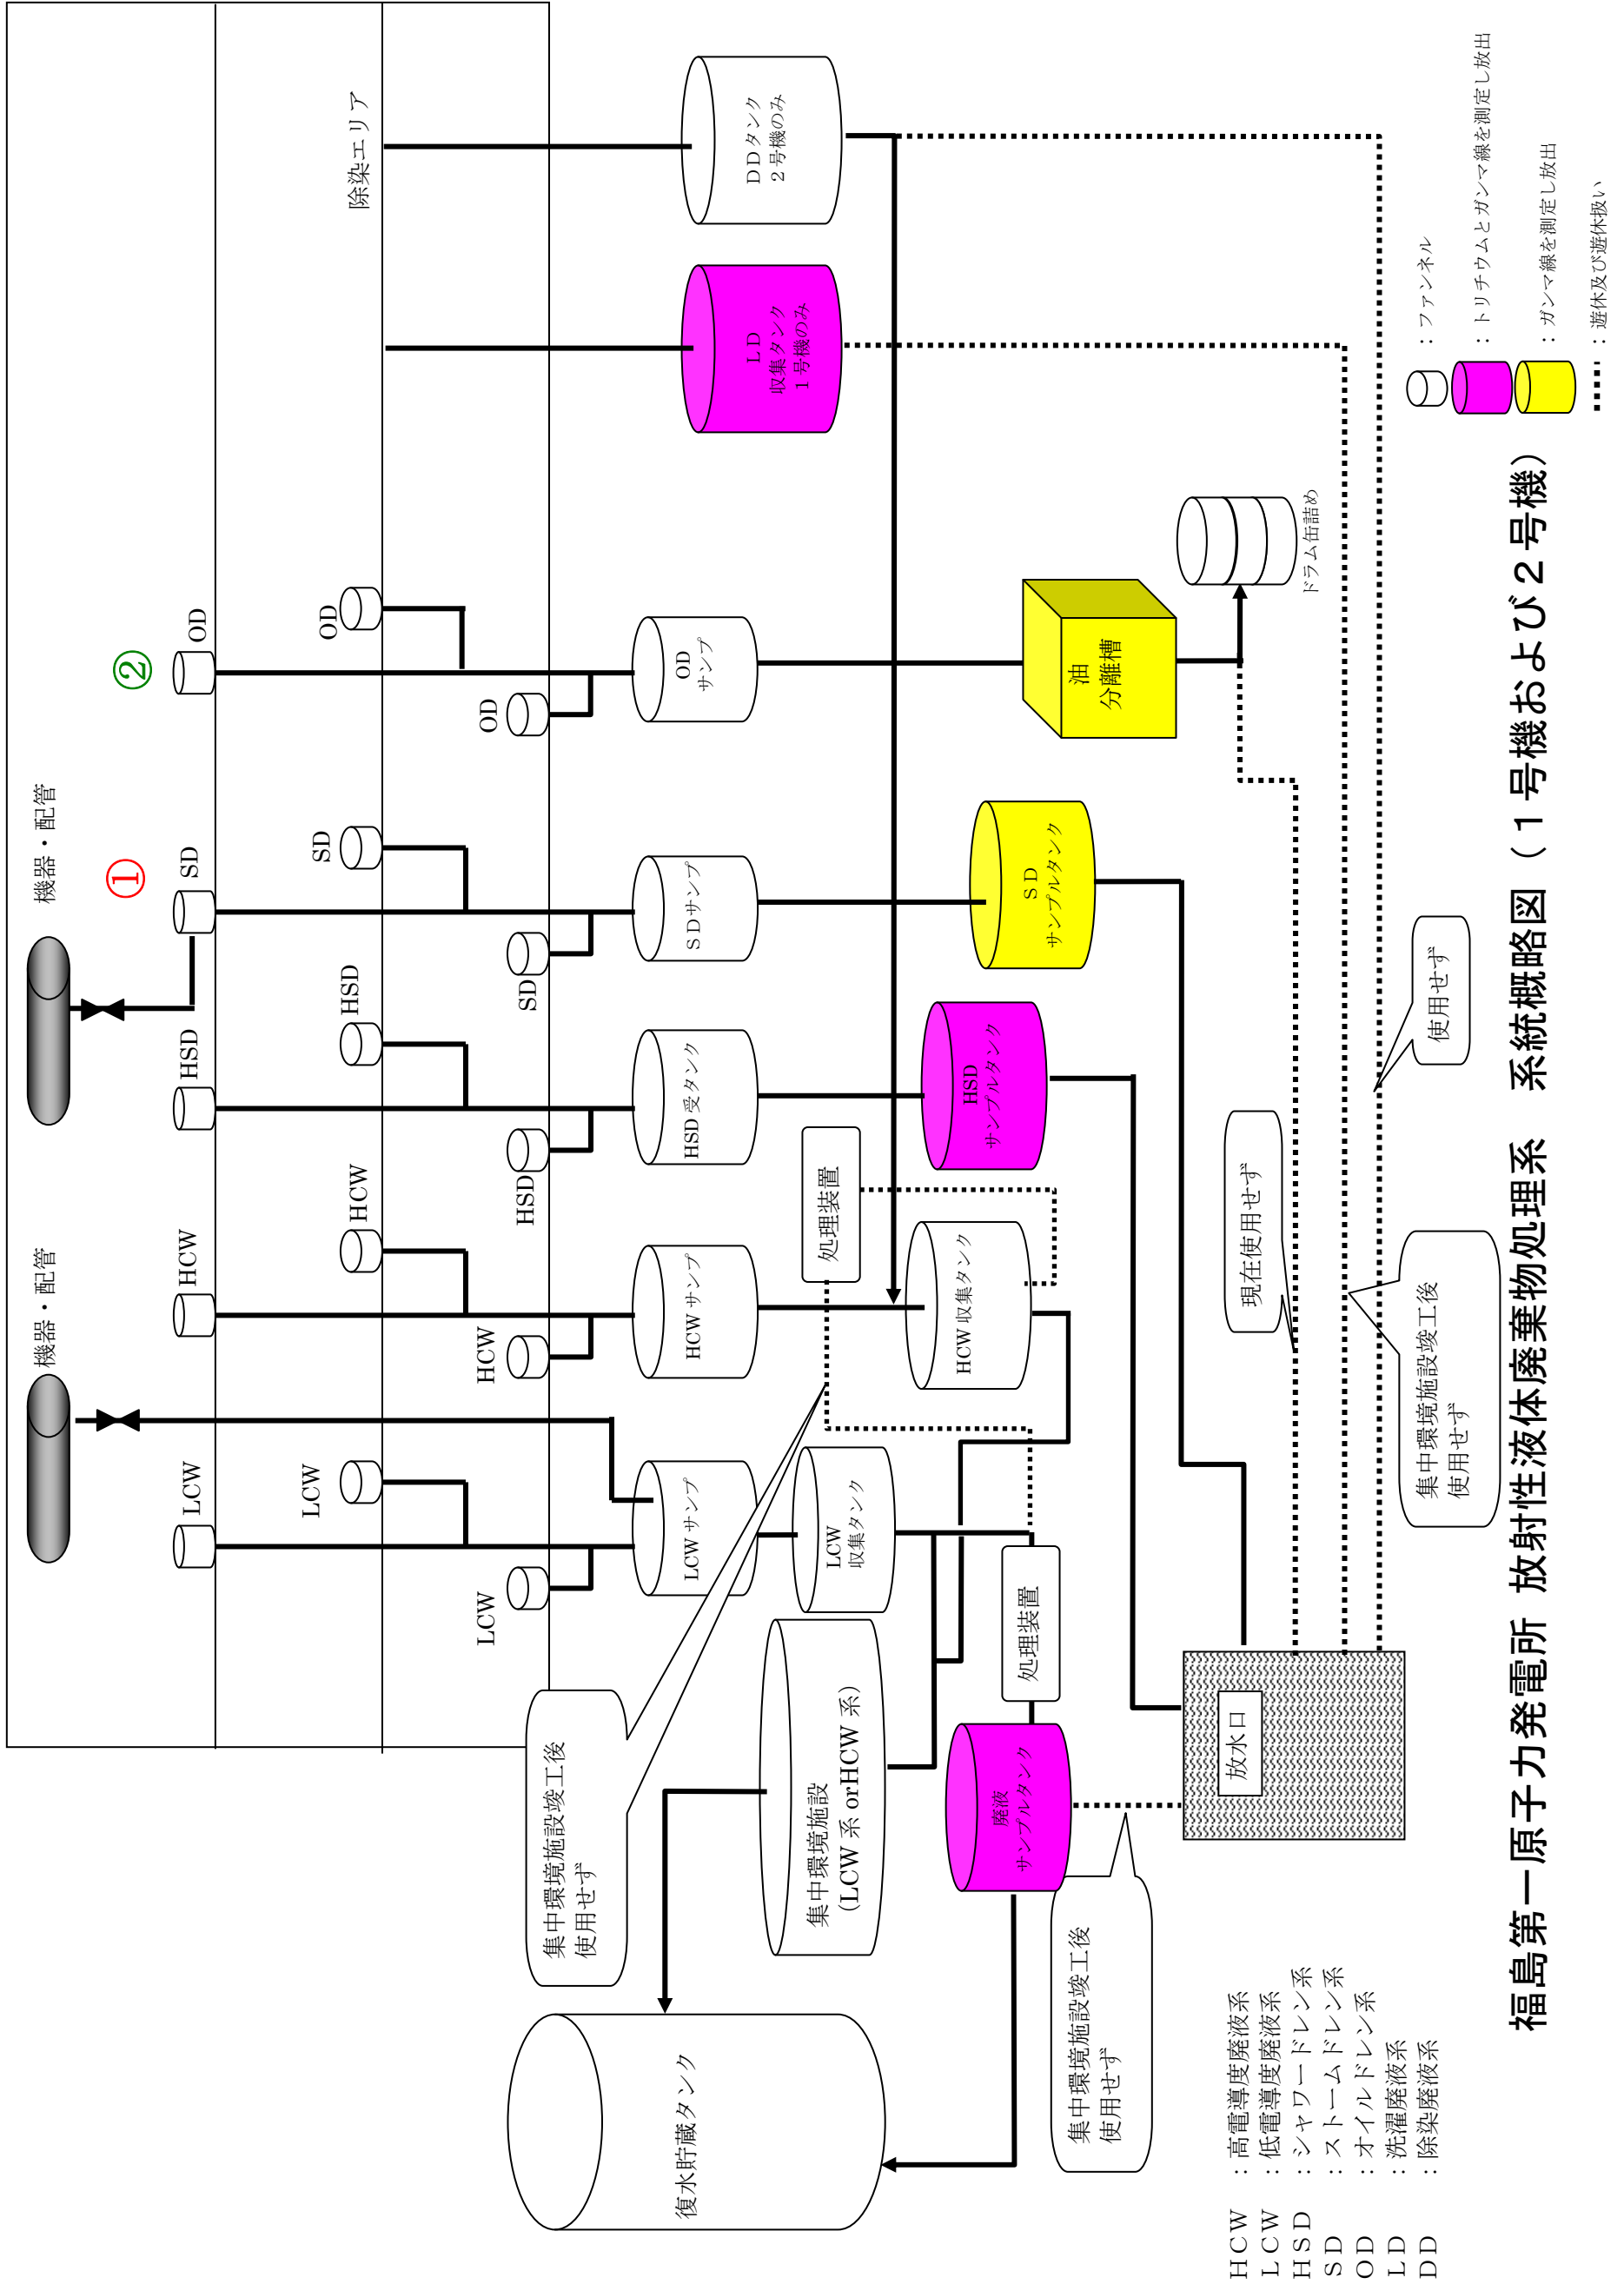 機器・配管
機器・配管
①
②
LCW
HCW
HSD
SD
OD
LCW
HCW
HSD
SD
OD
除染エリア
LCW
HCW
HSD
SD
OD
LCWサンプ
HCWサンプ
HSD受タンク
SDサンプ
OD
サンプ
LD
収集タンク
1号機のみ
DDタンク
2号機のみ
集中環境施設竣工後
使用せず
復水貯蔵タンク
集中環境施設
(LCW系orHCW系)
LCW
収集タンク
処理装置
HCW収集タンク
HSD
サンプルタンク
SD
サンプルタンク
油
分離槽
ドラム缶詰め
廃液
サンプルタンク
処理装置
集中環境施設竣工後
使用せず
放水口
現在使用せず
集中環境施設竣工後
使用せず
使用せず
HCW :高電導度廃液系
LCW :低電導度廃液系
HSD :シャワードレン系
SD :ストームドレン系
OD :オイルドレン系
LD :洗濯廃液系
DD :除染廃液系
:ファンネル
:トリチウムとガンマ線を測定し放出
:ガンマ線を測定し放出
:遊休及び遊休扱い
福島第一原子力発電所 放射性液体廃棄物処理系 系統概略図(1号機および2号機)